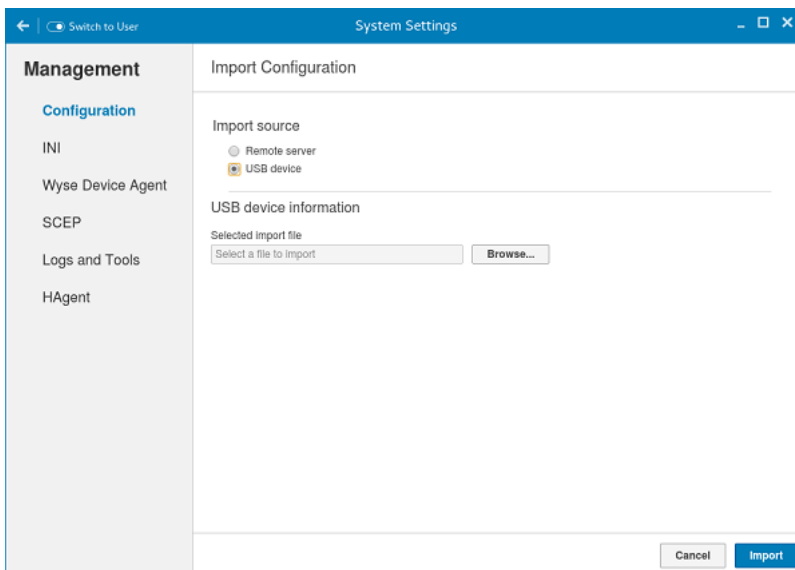 Switch to User
System Settings
Management
Import Configuration
Configuration
INI
Wyse Device Agent
SCEP
Logs and Tools
HAgent
Import source
Remote server
USB device
USB device information
Selected import file
Select a file to import
Browse...
Cancel
Import